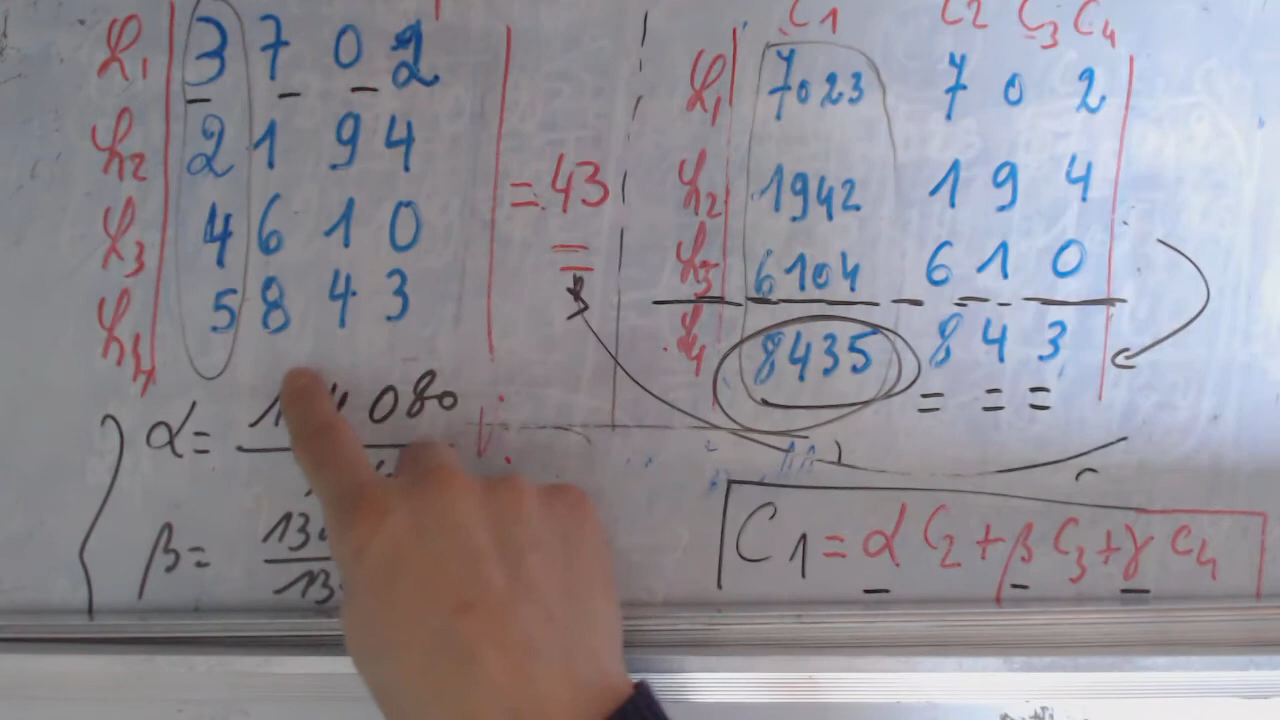 C1 C2 C3 C4
L1 3 7 0 2
L2 2 1 9 4
L3 4 6 1 0
L4 5 8 4 3
= 43
L1 7023 7 0 2
L2 1942 1 9 4
L3 6104 6 1 0
L4 8435 8 4 3
α =
080
β =
13
13
C1 = α C2 + β C3 + γ C4